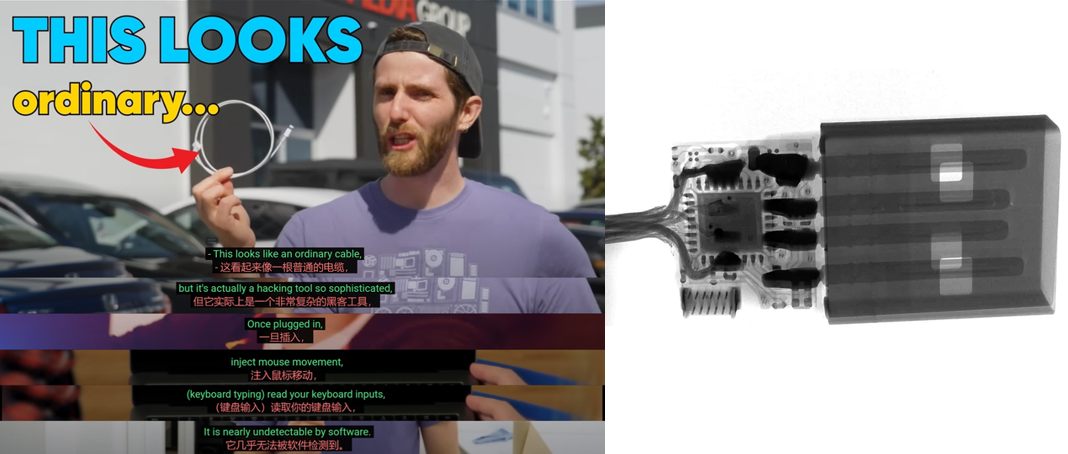 THIS LOOKS
GROUP
ordinary...
- This looks like an ordinary cable,
- 这看起来像一根普通的电缆，
but it's actually a hacking tool so sophisticated,
但它实际上是一个非常复杂的黑客工具，
Once plugged in,
一旦插入，
inject mouse movement,
注入鼠标移动，
(keyboard typing) read your keyboard inputs,
（键盘输入）读取你的键盘输入，
It is nearly undetectable by software.
它几乎无法被软件检测到。